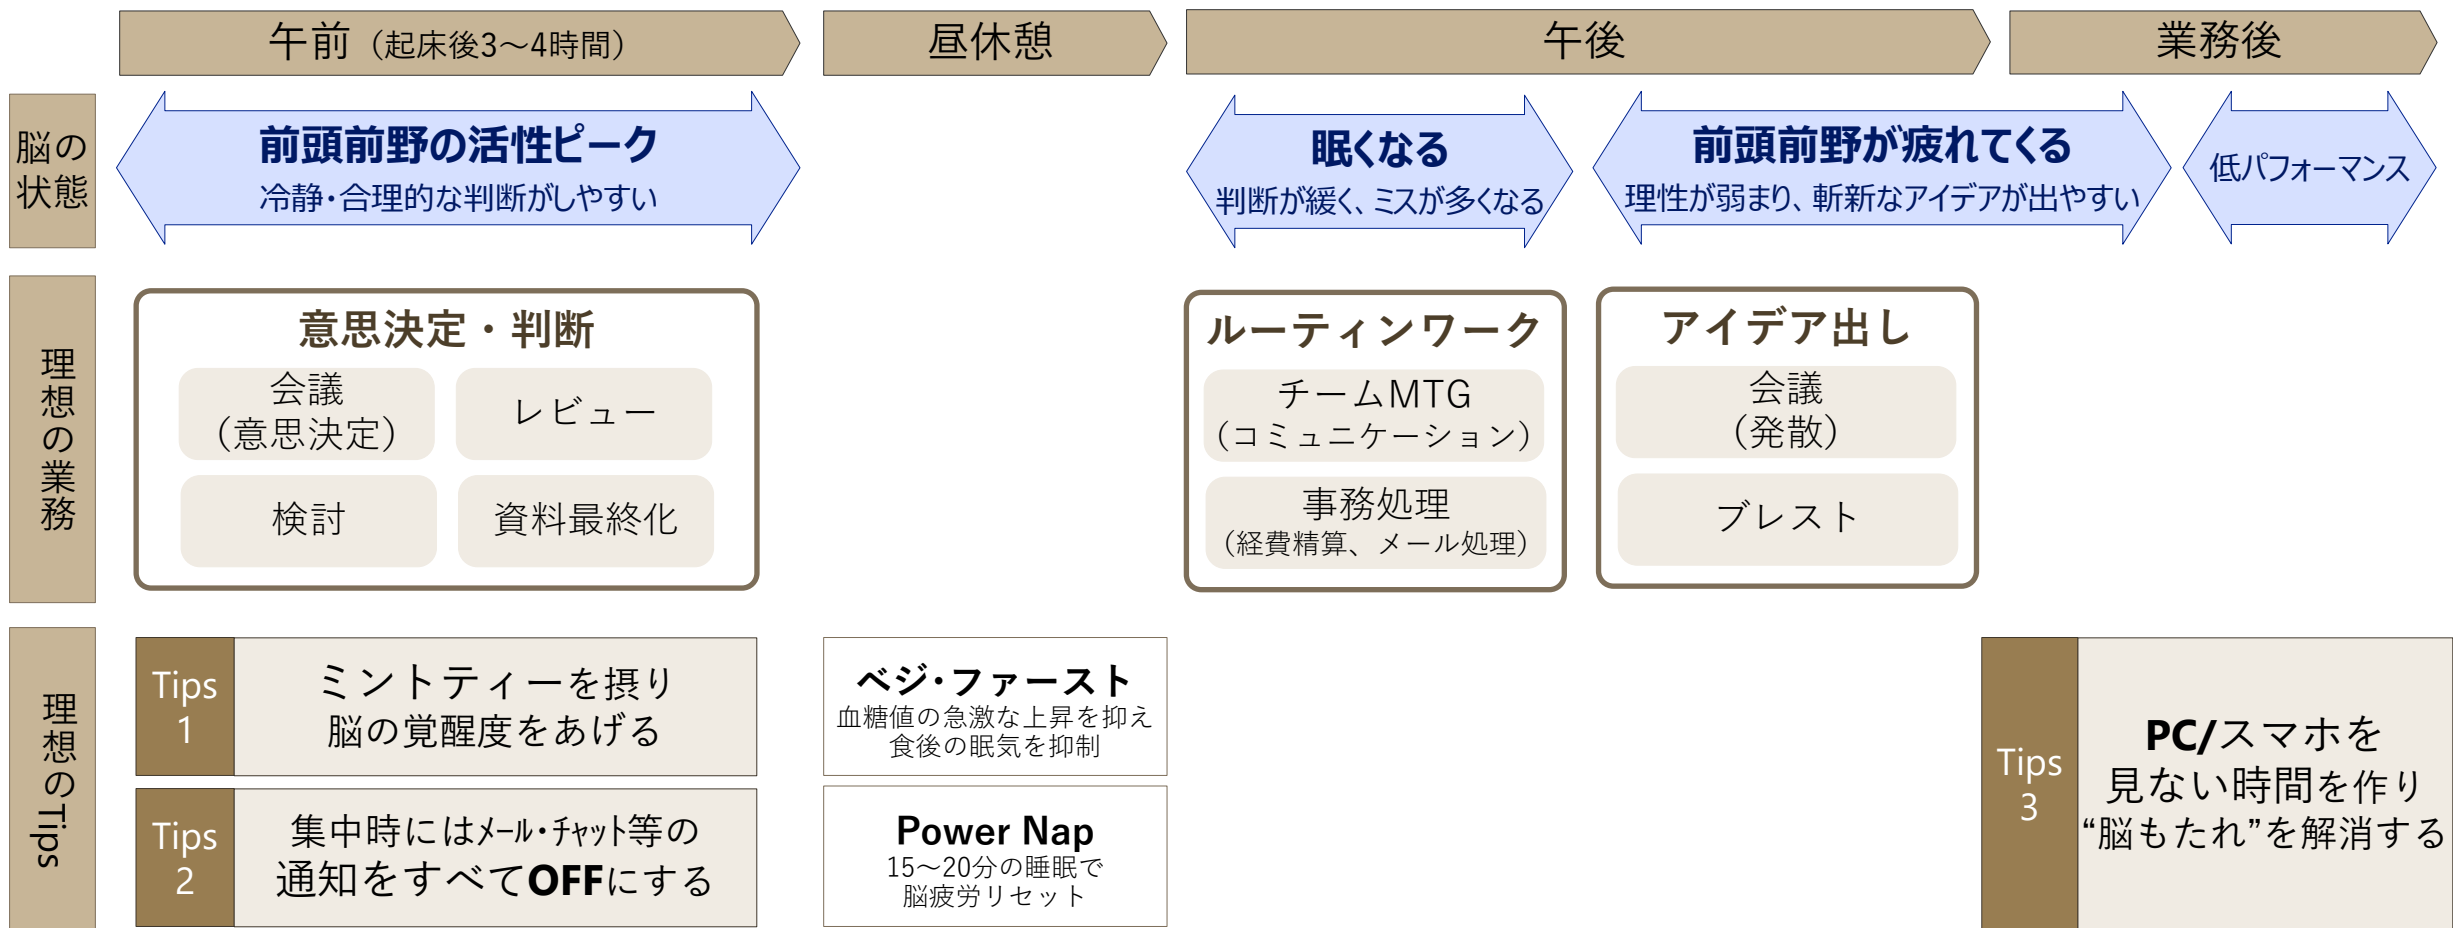 午前（起床後3～4時間）
昼休憩
午後
業務後
脳の
状態
前頭前野の活性ピーク
冷静・合理的な判断がしやすい
眠くなる
判断が緩く、ミスが多くなる
前頭前野が疲れてくる
理性が弱まり、斬新なアイデアが出やすい
低パフォーマンス
理想の業務
意思決定・判断
会議
（意思決定）
レビュー
検討
資料最終化
ルーティンワーク
チームMTG
（コミュニケーション）
事務処理
（経費精算、メール処理）
アイデア出し
会議
（発散）
ブレスト
理想のTips
Tips
1
ミントティーを摂り
脳の覚醒度をあげる
Tips
2
集中時にはメール・チャット等の
通知をすべてOFFにする
ベジ・ファースト
血糖値の急激な上昇を抑え
食後の眠気を抑制
Power Nap
15～20分の睡眠で
脳疲労リセット
Tips
3
PC/スマホを
見ない時間を作り
“脳もたれ”を解消する